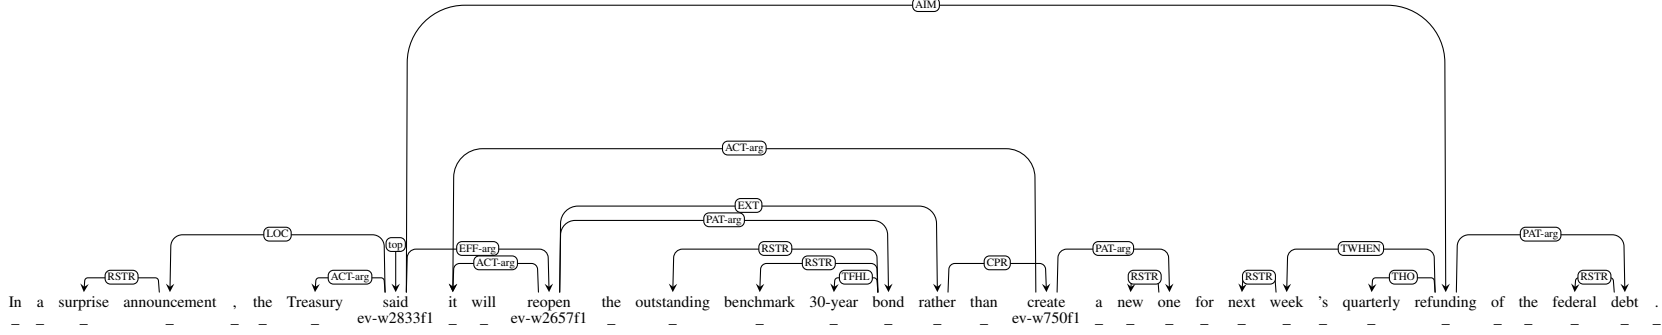 AIM
ACT-arg
EXT
PAT-arg
LOC PAT-arg
top
EFF-arg RSTR PAT-arg TWHEN
ACT-arg RSTR CPR
RSTR ACT-arg TFHL RSTR RSTR THO RSTR
In a surprise announcement , the Treasury said it will reopen the outstanding benchmark 30-year bond rather than create a new one for next week 's quarterly refunding of the federal debt .
_ _ _ _ _ _ _ ev-w2833f1 _ _ ev-w2657f1 _ _ _ _ _ _ _ ev-w750f1 _ _ _ _ _ _ _ _ _ _ _ _ _ _